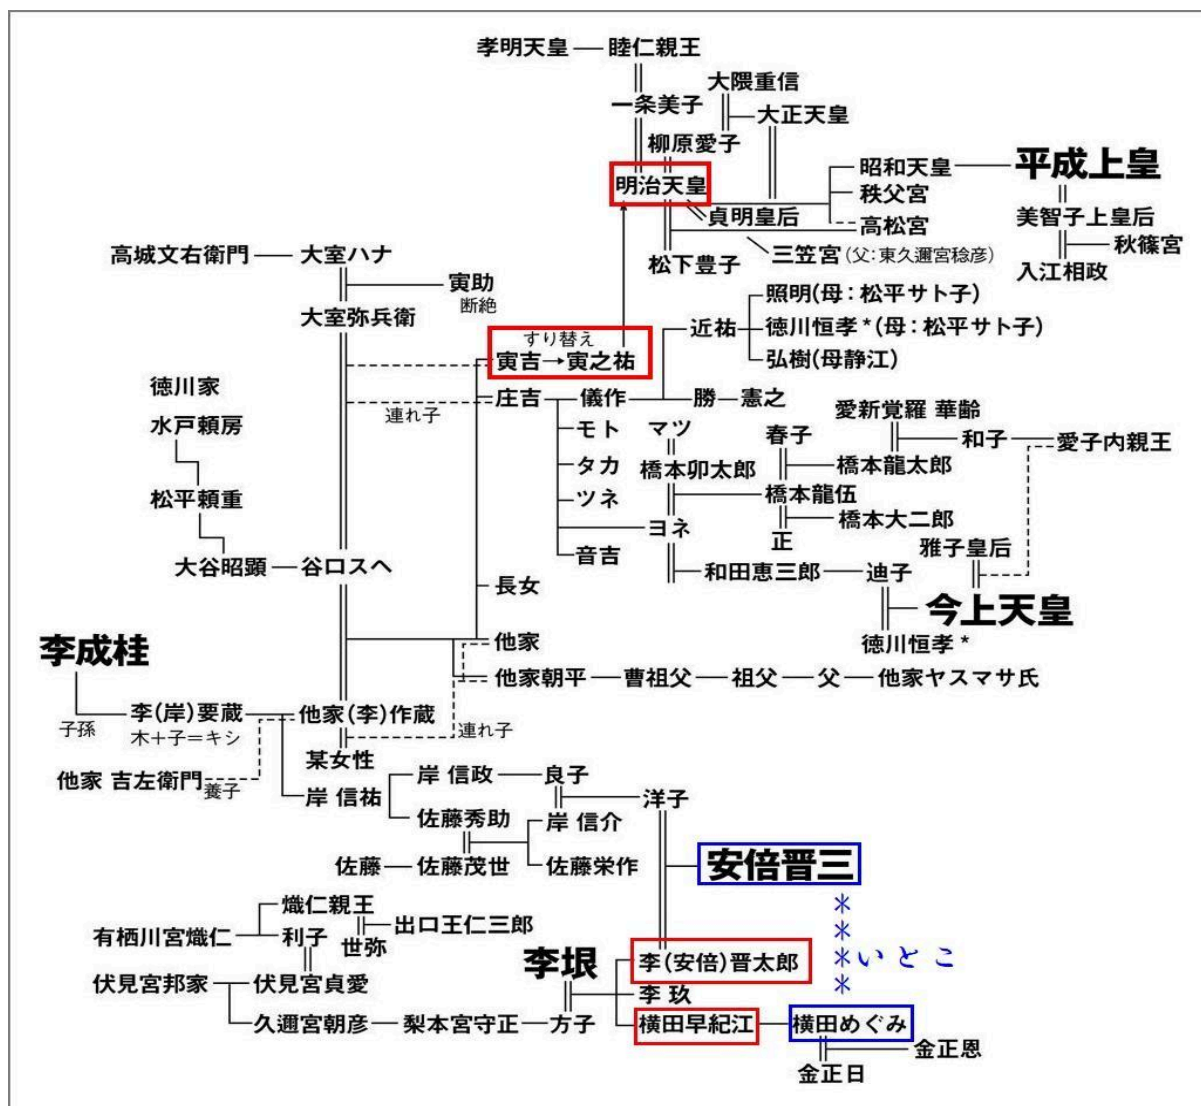 孝明天皇 睦仁親王
大隈重信
一条美子
大正天皇
柳原愛子
明治天皇
昭和天皇 平成上皇
秩父宮
貞明皇后 高松宮 美智子上皇后
秋篠宮
高城文右衛門 大室ハナ 松下豊子 三笠宮(父:東久邇宮稔彦) 入江相政
寅助
断絶
照明(母:松平サト子)
大室弥兵衛
すり替え
近祐 徳川恒孝*(母:松平サト子)
寅吉→寅之祐
弘樹(母静江)
徳川家
庄吉 儀作 勝 憲之
連れ子
愛新覚羅 華齢
水戸頼房 モト マツ 春子
和子 愛子内親王
タカ 橋本卯太郎 橋本龍太郎
松平頼重 ツネ 橋本龍伍
ヨネ 橋本大二郎
正
音吉 雅子皇后
大谷昭顕 谷口スヘ 和田恵三郎 迪子
長女
今上天皇
李成桂 他家 徳川恒孝*
他家朝平 曹祖父 祖父 父 他家ヤスマサ氏
李(岸)要蔵 他家(李)作蔵
子孫 木+子=キシ 連れ子
某女性
他家 吉左衛門 養子
岸 信政 良子
岸 信祐 洋子
佐藤秀助 岸 信介
佐藤 佐藤茂世 佐藤栄作 安倍晋三
熾仁親王
出口王仁三郎
有栖川宮熾仁 利子 世弥
*
*
*いとこ
*
李垠 李(安倍)晋太郎
伏見宮邦家 伏見宮貞愛
李 玖
久邇宮朝彦 梨本宮守正 方子 横田早紀江 横田めぐみ
金正恩
金正日